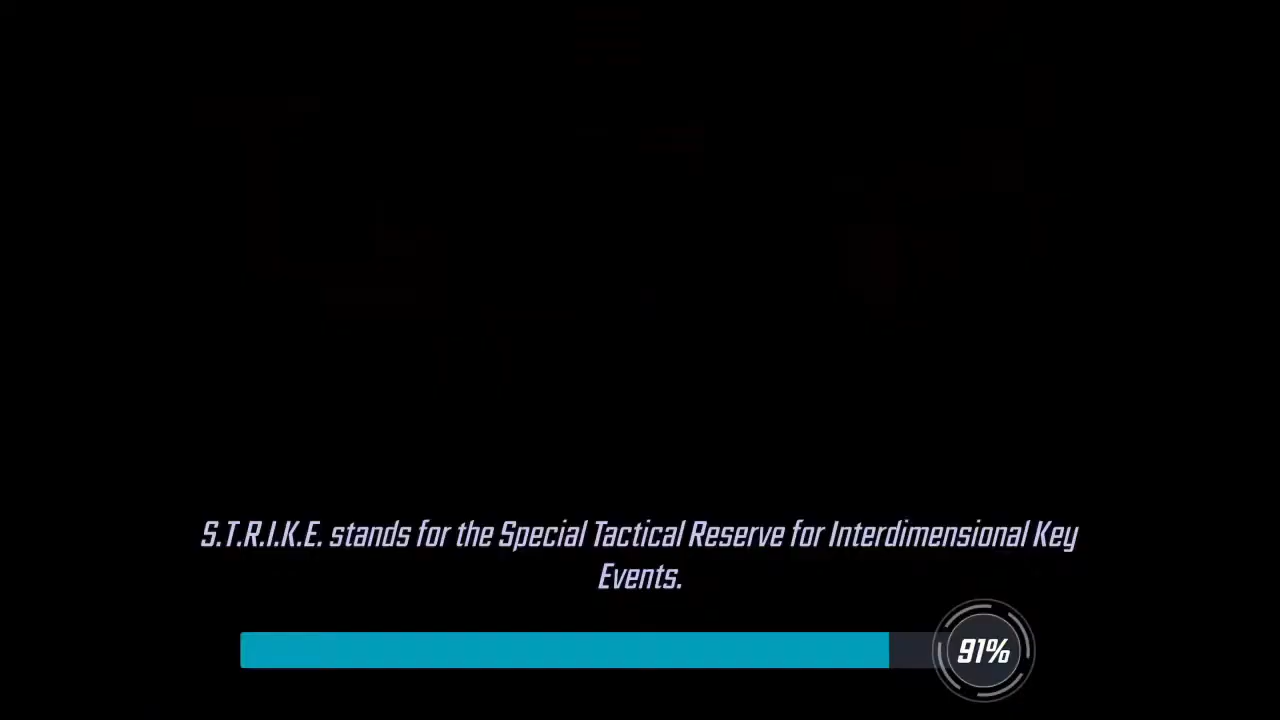 S.T.R.I.K.E. stands for the Special Tactical Reserve for Interdimensional Key
Events.
91%